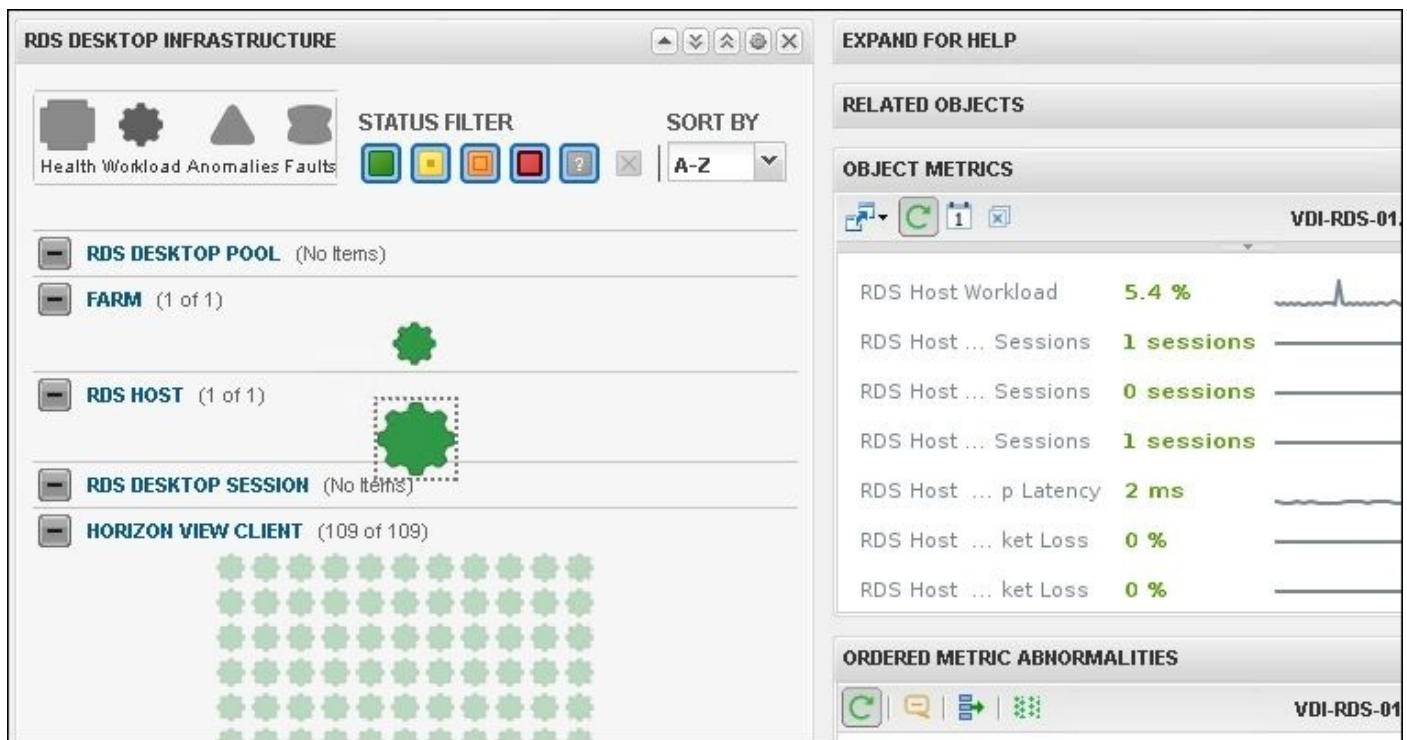 RDS DESKTOP INFRASTRUCTURE
Health Workload Anomalies Faults
STATUS FILTER
?
SORT BY
A-Z
RDS DESKTOP POOL (No Items)
FARM (1 of 1)
RDS HOST (1 of 1)
RDS DESKTOP SESSION (No Items)
HORIZON VIEW CLIENT (109 of 109)
EXPAND FOR HELP
RELATED OBJECTS
OBJECT METRICS
1
VDI-RDS-01.
RDS Host Workload 5.4 %
RDS Host ... Sessions 1 sessions
RDS Host ... Sessions 0 sessions
RDS Host ... Sessions 1 sessions
RDS Host ... p Latency 2 ms
RDS Host ... ket Loss 0 %
RDS Host ... ket Loss 0 %
ORDERED METRIC ABNORMALITIES
VDI-RDS-01